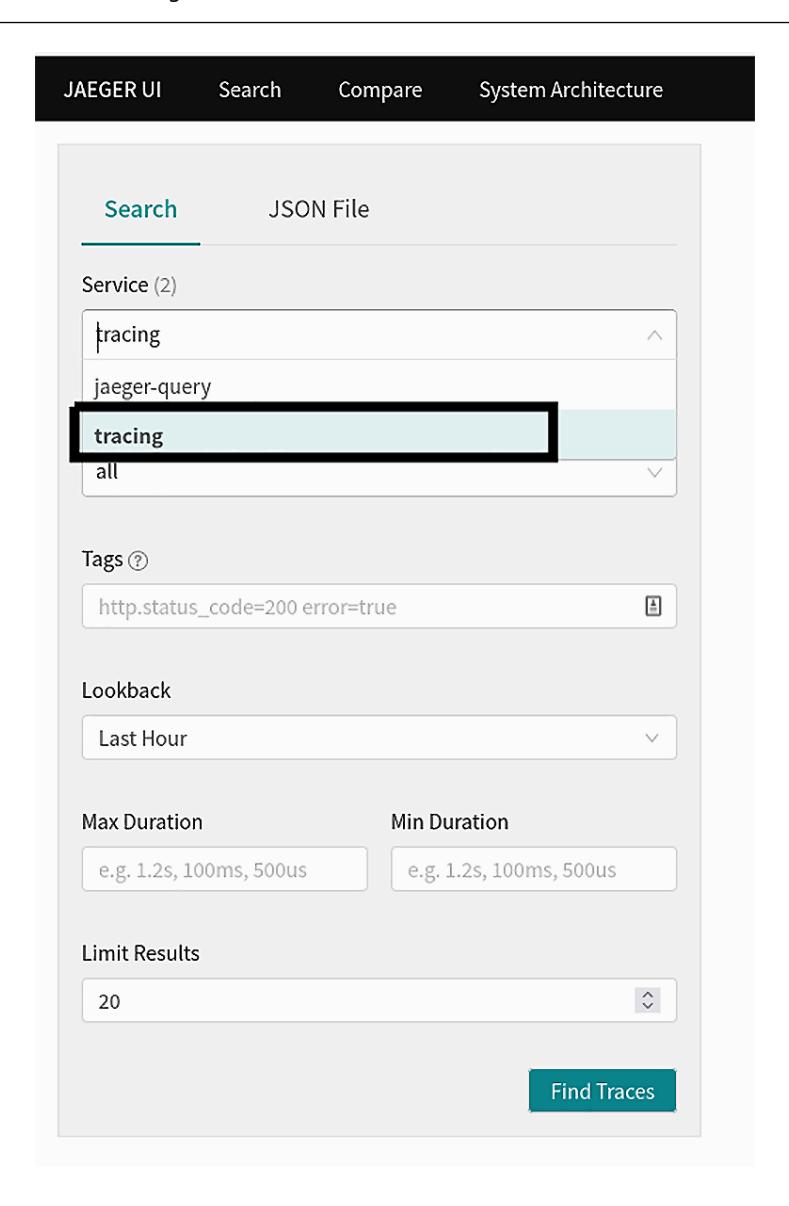 JAEGER UI Search Compare System Architecture
Search JSON File
Service (2)
tracing
jaeger-query
tracing
all
Tags ?
http.status_code=200 error=true
Lookback
Last Hour
Max Duration Min Duration
e.g. 1.2s, 100ms, 500us e.g. 1.2s, 100ms, 500us
Limit Results
20
Find Traces